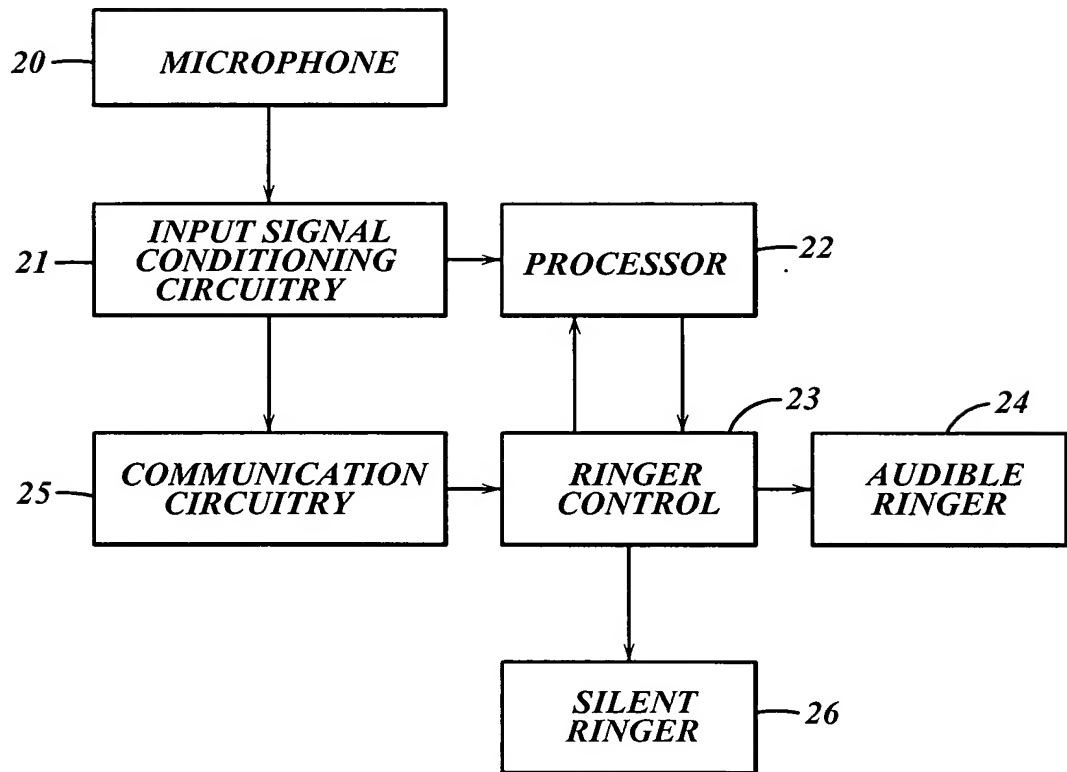 20
MICROPHONE
21
INPUT SIGNAL
CONDITIONING
CIRCUITRY
PROCESSOR
22
25
COMMUNICATION
CIRCUITRY
RINGER
CONTROL
23
AUDIBLE
RINGER
24
SILENT
RINGER
26